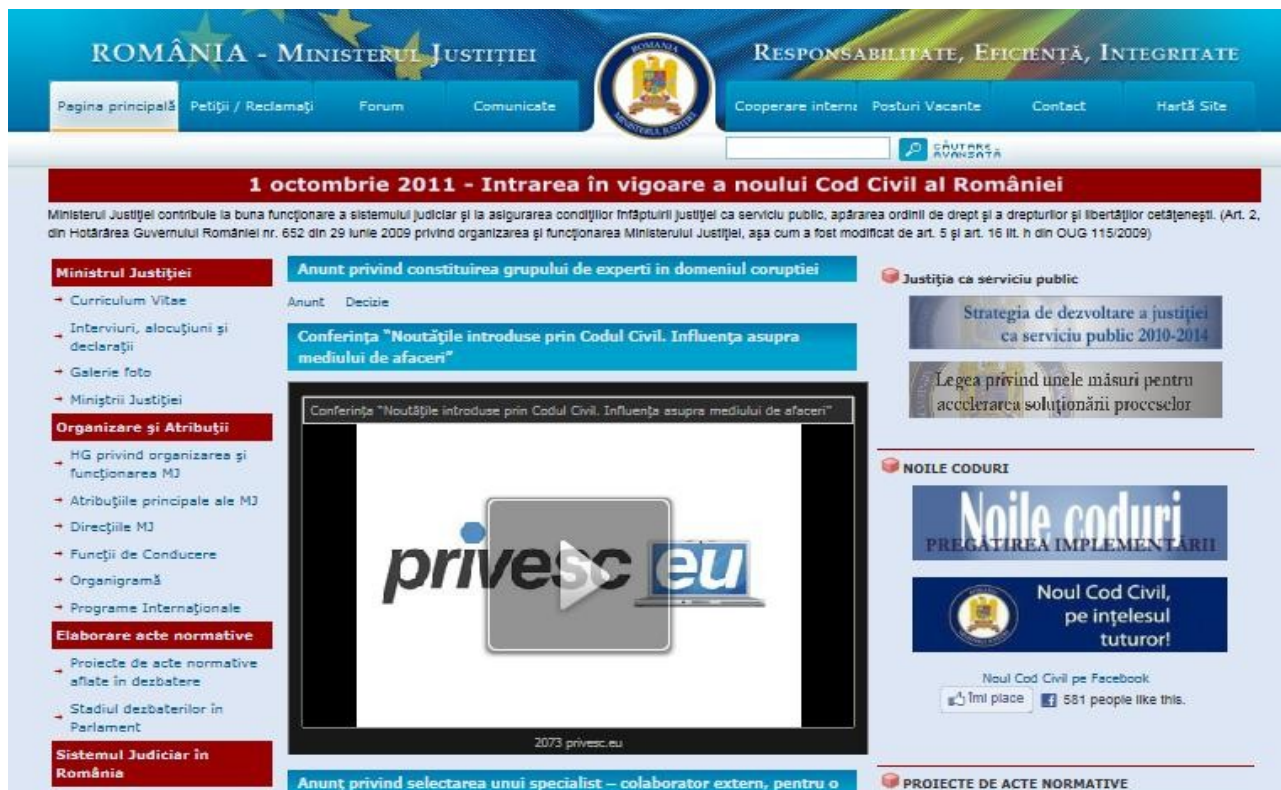 ROMÂNIA - MINISTERUL JUSTIȚIEI
RESPONSABILITATE, EFICIENȚĂ, INTEGRITATE
ROMANIA
MINISTERUL JUSTIȚIEI
Pagina principală
Petiții / Reclamați
Forum
Comunicate
Cooperare interna
Posturi Vacante
Contact
Hartă Site
CĂUTARE
AVANSATĂ
1 octombrie 2011 - Intrarea în vigoare a noului Cod Civil al României
Ministerul Justiţiei contribuie la buna funcţionare a sistemului judiciar şi la asigurarea condiţiilor înfăptuirii justiţiei ca serviciu public, apărarea ordinii de drept şi a drepturilor şi libertăţilor cetăţeneşti. (Art. 2,
din Hotărârea Guvernului României nr. 652 din 29 iunie 2009 privind organizarea şi funcţionarea Ministerului Justiţiei, aşa cum a fost modificat de art. 5 şi art. 16 lit. h din OUG 115/2009)
Ministrul Justiţiei
Curriculum Vitae
Interviuri, alocuţiuni şi
declaraţii
Galerie foto
Miniştrii Justiţiei
Organizare şi Atribuţii
HG privind organizarea şi
funcţionarea MJ
Atribuţiile principale ale MJ
Direcţiile MJ
Funcţii de Conducere
Organigramă
Programe Internaţionale
Elaborare acte normative
Proiecte de acte normative
aflate în dezbatere
Stadiul dezbaterilor în
Parlament
Sistemul Judiciar în
România
Anunt privind constituirea grupului de experti in domeniul coruptiei
Anunt Decizie
Conferinţa "Noutăţile introduse prin Codul Civil. Influenţa asupra
mediului de afaceri"
Conferinţa "Noutăţile introduse prin Codul Civil. Influenţa asupra mediului de afaceri"
privesc eu
2073 privesc.eu
Anunţ privind selectarea unui specialist – colaborator extern, pentru o
Justiţia ca serviciu public
Strategia de dezvoltare a justiţiei
ca serviciu public 2010-2014
Legea privind unele măsuri pentru
accelerarea soluţionării proceselor
NOILE CODURI
Noile coduri
PREGĂTIREA IMPLEMENTĂRII
Noul Cod Civil,
pe înțelesul
tuturor!
Noul Cod Civil pe Facebook
Îmi place
581 people like this.
PROIECTE DE ACTE NORMATIVE